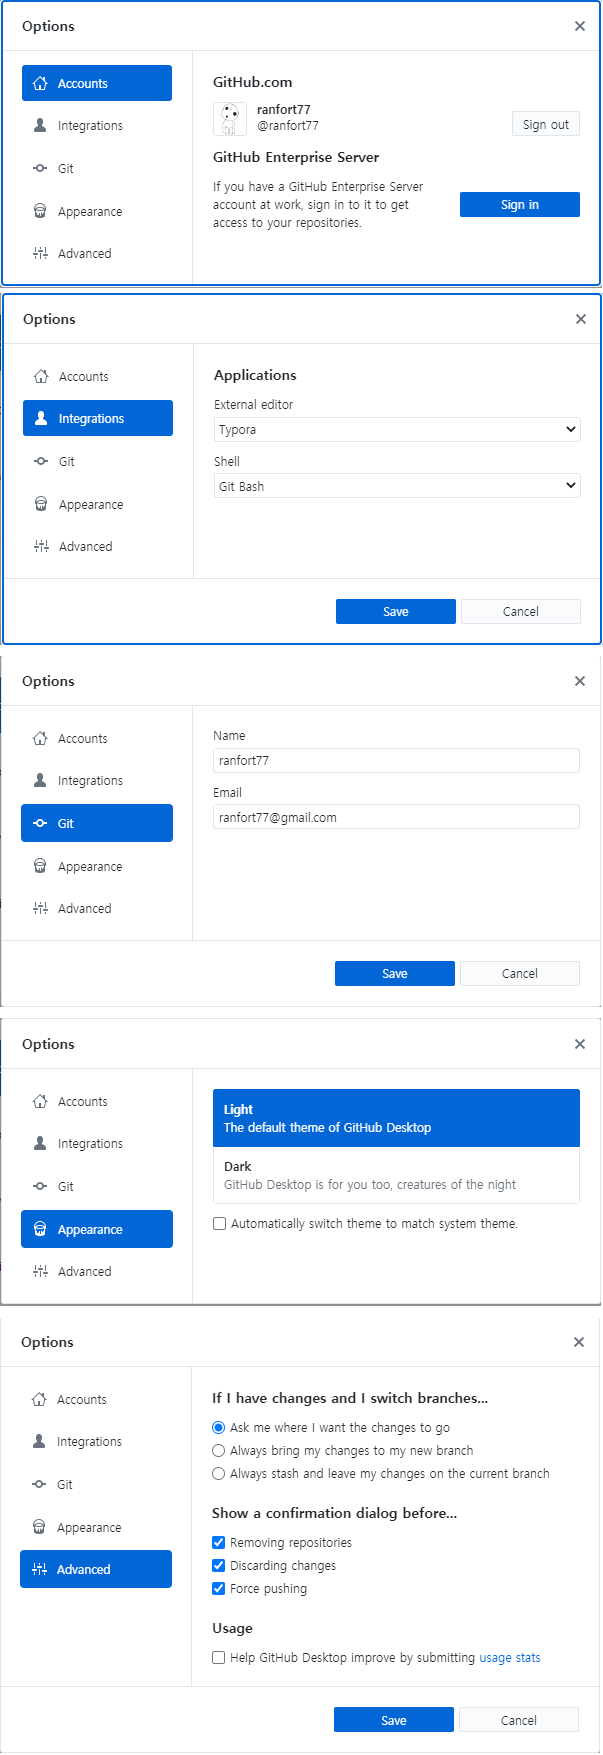 Options
Accounts
Integrations
Git
Appearance
Advanced
GitHub.com
ranfort77
@ranfort77
Sign out
GitHub Enterprise Server
If you have a GitHub Enterprise Server
account at work, sign in to it to get
access to your repositories.
Sign in
Options
Accounts
Integrations
Git
Appearance
Advanced
Applications
External editor
Typora
Shell
Git Bash
Save
Cancel
Options
Accounts
Integrations
Git
Appearance
Advanced
Name
ranfort77
Email
ranfort77@gmail.com
Save
Cancel
Options
Accounts
Integrations
Git
Appearance
Advanced
Light
The default theme of GitHub Desktop
Dark
GitHub Desktop is for you too, creatures of the night
Automatically switch theme to match system theme.
Options
Accounts
Integrations
Git
Appearance
Advanced
If I have changes and I switch branches...
Ask me where I want the changes to go
Always bring my changes to my new branch
Always stash and leave my changes on the current branch
Show a confirmation dialog before...
Removing repositories
Discarding changes
Force pushing
Usage
Help GitHub Desktop improve by submitting usage stats
Save
Cancel